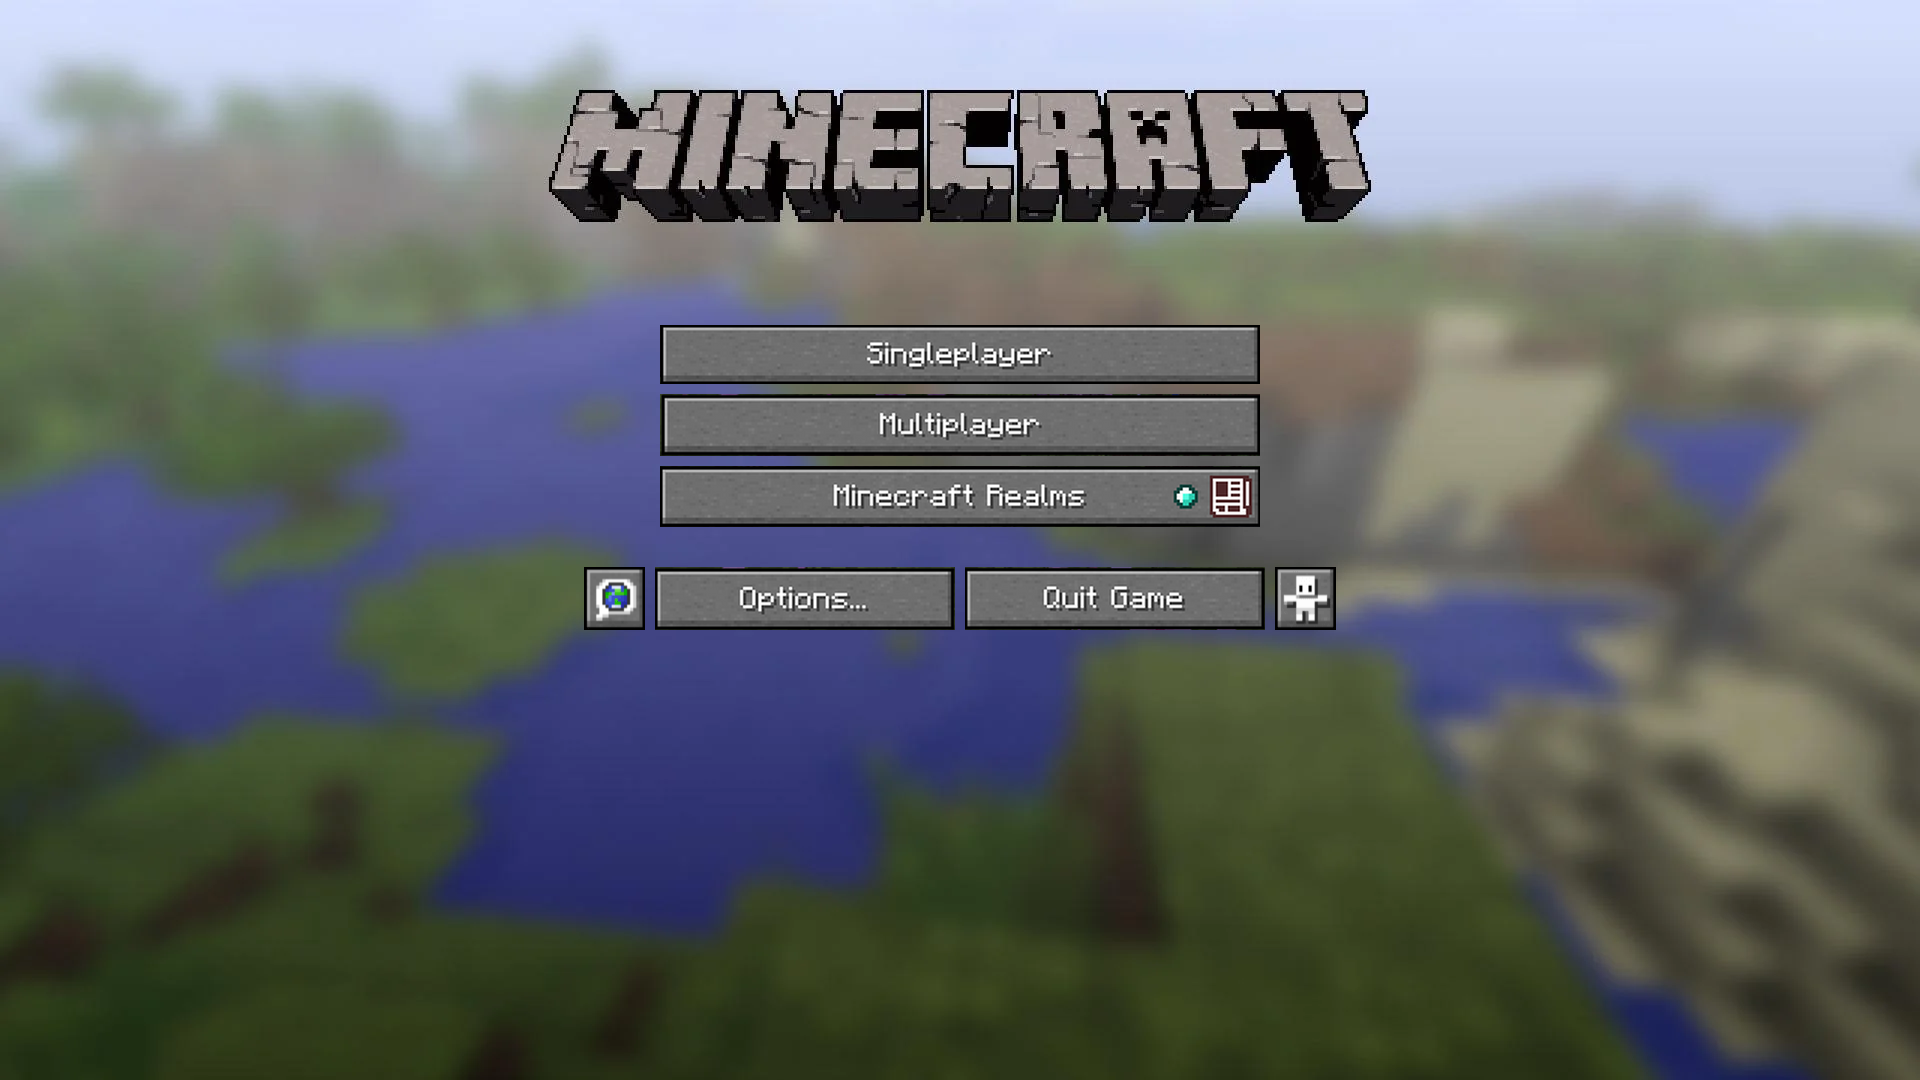 MINECRAFT
Singleplayer
Multiplayer
Minecraft Realms
Options...
Quit Game